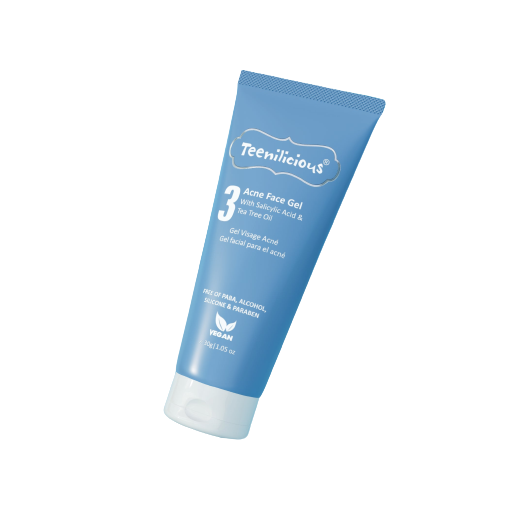 Teenilicious®
3
Acne Face Gel
With Salicylic Acid &
Tea Tree Oil
Gel Visage Acné
Gel facial para el acné
FREE OF PABA, ALCOHOL,
SILICONE & PARABEN
VEGAN
30g|1.05 oz